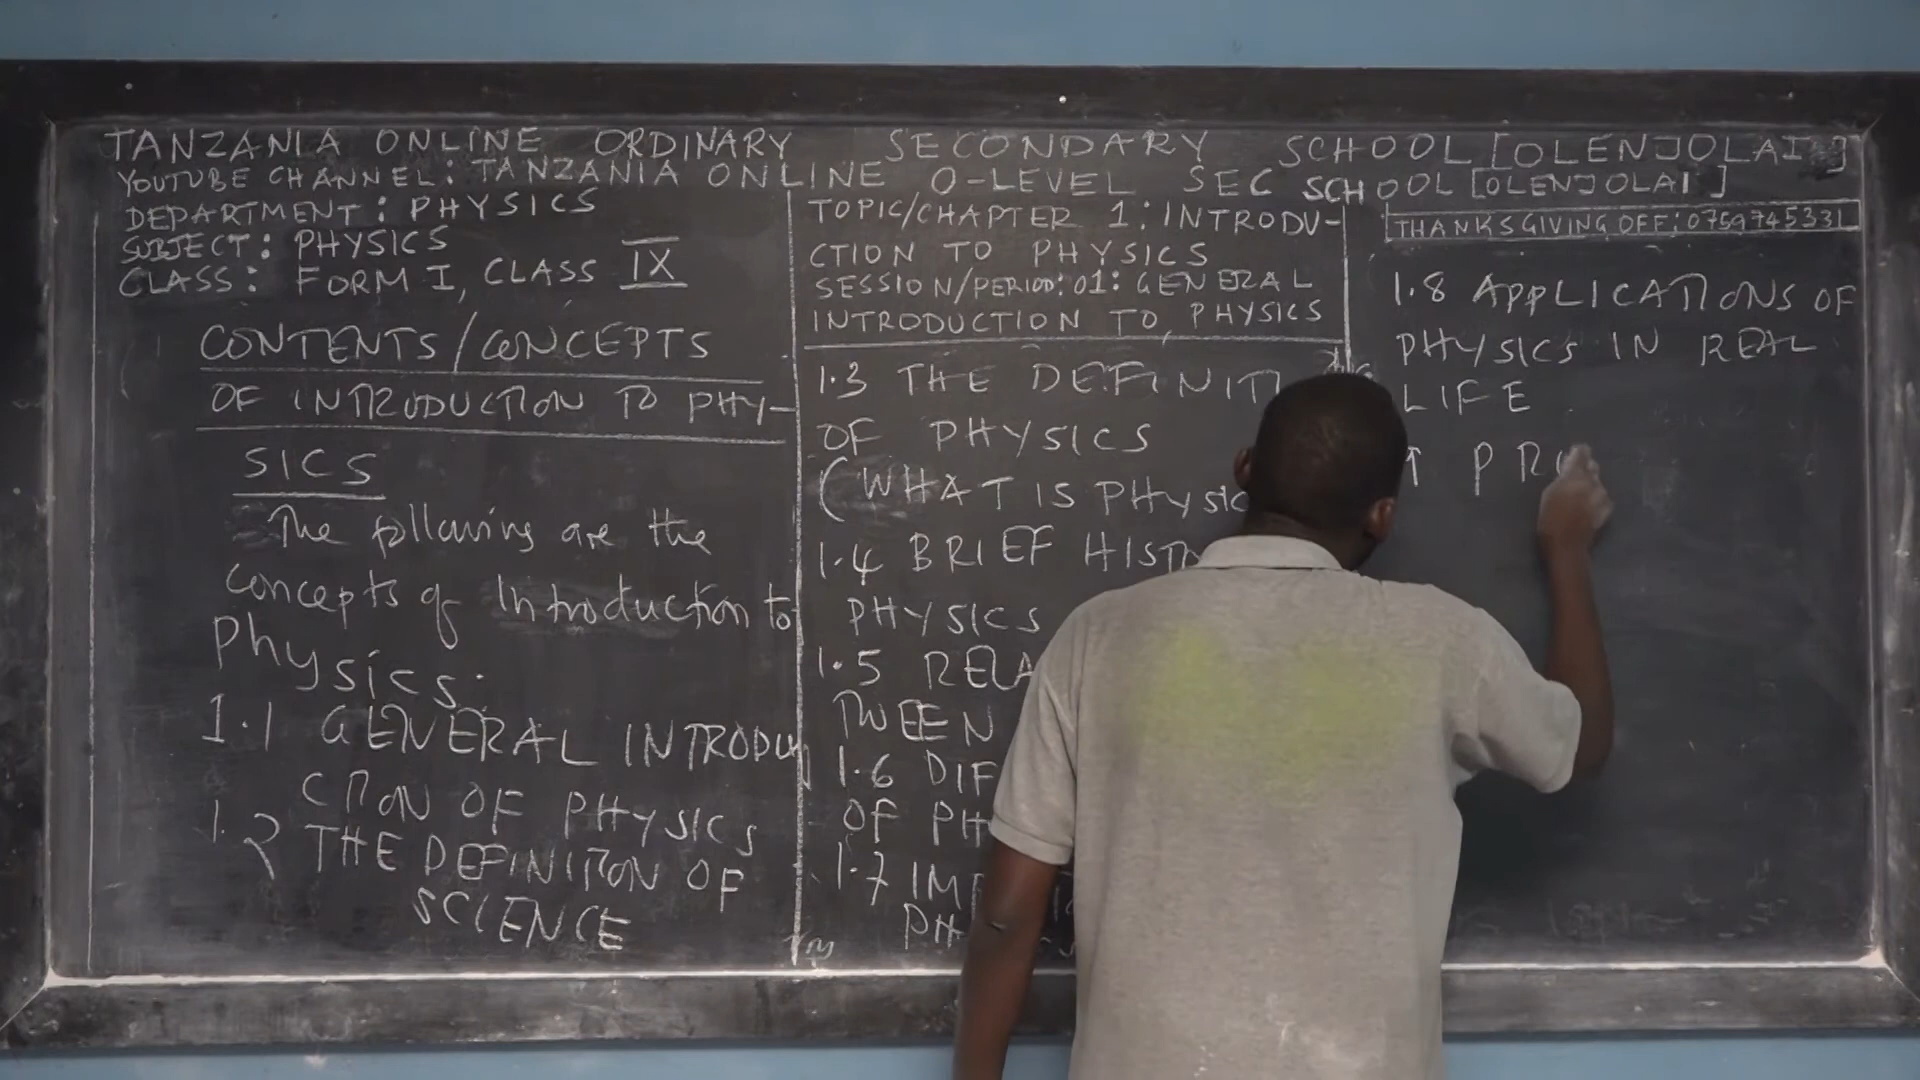 TANZANIA ONLINE ORDINARY SECONDARY SCHOOL [OLENJOLAI]
YOUTUBE CHANNEL: TANZANIA ONLINE O-LEVEL SEC SCHOOL [OLENJOLAI]
DEPARTMENT: PHYSICS
SUBJECT: PHYSICS
CLASS: FORM I, CLASS IX
CONTENTS/CONCEPTS
OF INTRODUCTION TO PHY-
SICS
The following are the
concepts of Introduction to
Physics:
1.1 GENERAL INTRODU
CTION OF PHYSICS
1.2 THE DEFINITION OF
SCIENCE
TOPIC/CHAPTER 1: INTRODU-
CTION TO PHYSICS
SESSION/PERIOD: 01: GENERAL
INTRODUCTION TO PHYSICS
1.3 THE DEFINITI
OF PHYSICS
(WHAT IS PHYSIC
1.4 BRIEF HISTO
PHYSICS
1.5 RELA
TWEEN
1.6 DIF
OF PH
1.7 IMP
PH
THANKS GIVING OFF: 0759745331
1.8 APPLICATIONS OF
PHYSICS IN REAL
LIFE
PR